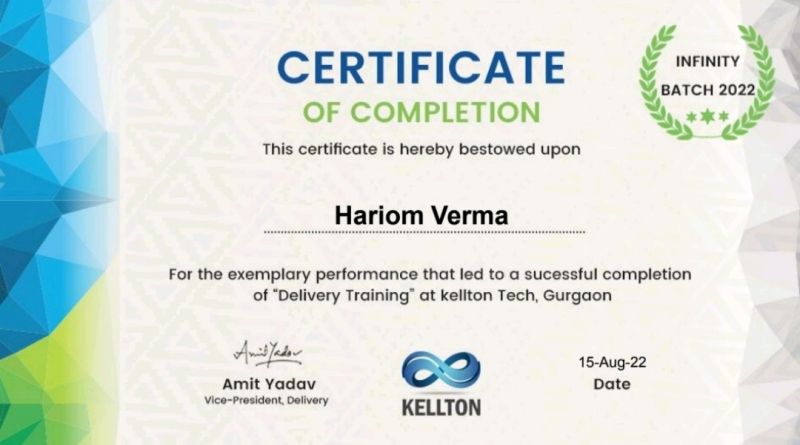 CERTIFICATE
OF COMPLETION
INFINITY
BATCH 2022
This certificate is hereby bestowed upon
Hariom Verma
For the exemplary performance that led to a sucessful completion
of “Delivery Training” at kellton Tech, Gurgaon
Amit Yadav
Amit Yadav
Vice-President, Delivery
KELLTON
15-Aug-22
Date